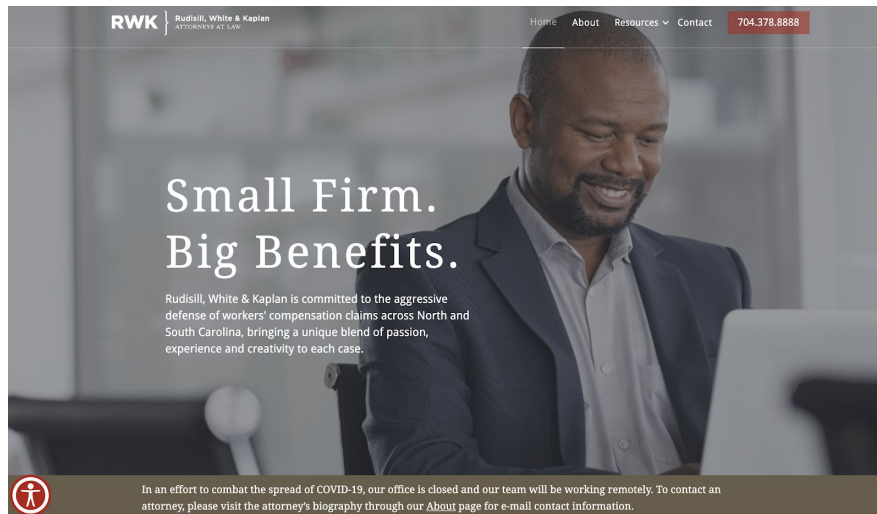 RWK
Rudisill, White & Kaplan
ATTORNEYS AT LAW
Home About Resources Contact 704.378.8888
Small Firm.
Big Benefits.
Rudisill, White & Kaplan is committed to the aggressive
defense of workers' compensation claims across North and
South Carolina, bringing a unique blend of passion,
experience and creativity to each case.
In an effort to combat the spread of COVID-19, our office is closed and our team will be working remotely. To contact an
attorney, please visit the attorney's biography through our About page for e-mail contact information.